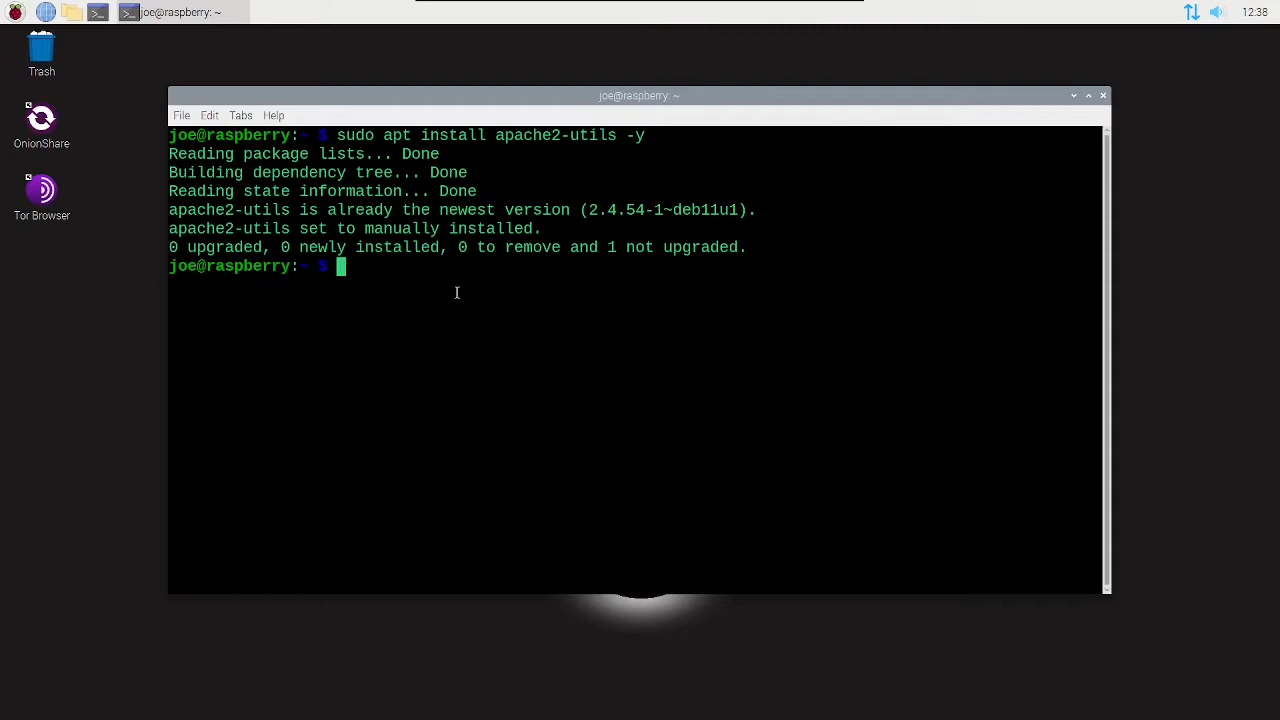 joe@raspberry: ~
12:38
Trash
OnionShare
Tor Browser
joe@raspberry: ~
File Edit Tabs Help
joe@raspberry:~ $ sudo apt install apache2-utils -y
Reading package lists... Done
Building dependency tree... Done
Reading state information... Done
apache2-utils is already the newest version (2.4.54-1~deb11u1).
apache2-utils set to manually installed.
0 upgraded, 0 newly installed, 0 to remove and 1 not upgraded.
joe@raspberry:~ $